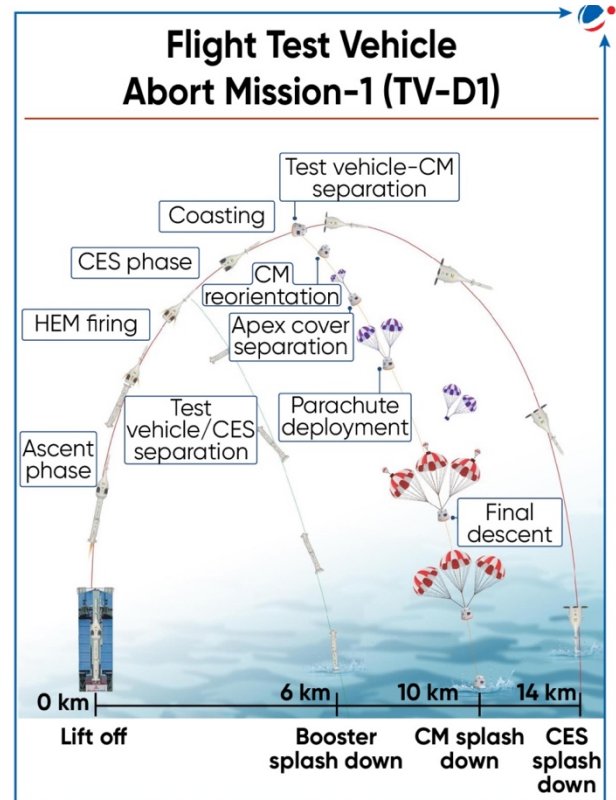 Flight Test Vehicle
Abort Mission-1 (TV-D1)
Test vehicle-CM
separation
Coasting
CES phase
CM
reorientation
HEM firing
Apex cover
separation
Test
vehicle/CES
separation
Parachute
deployment
Ascent
phase
Final
descent
0 km
6 km
10 km
14 km
Lift off
Booster
splash down
CM splash
down
CES
splash
down